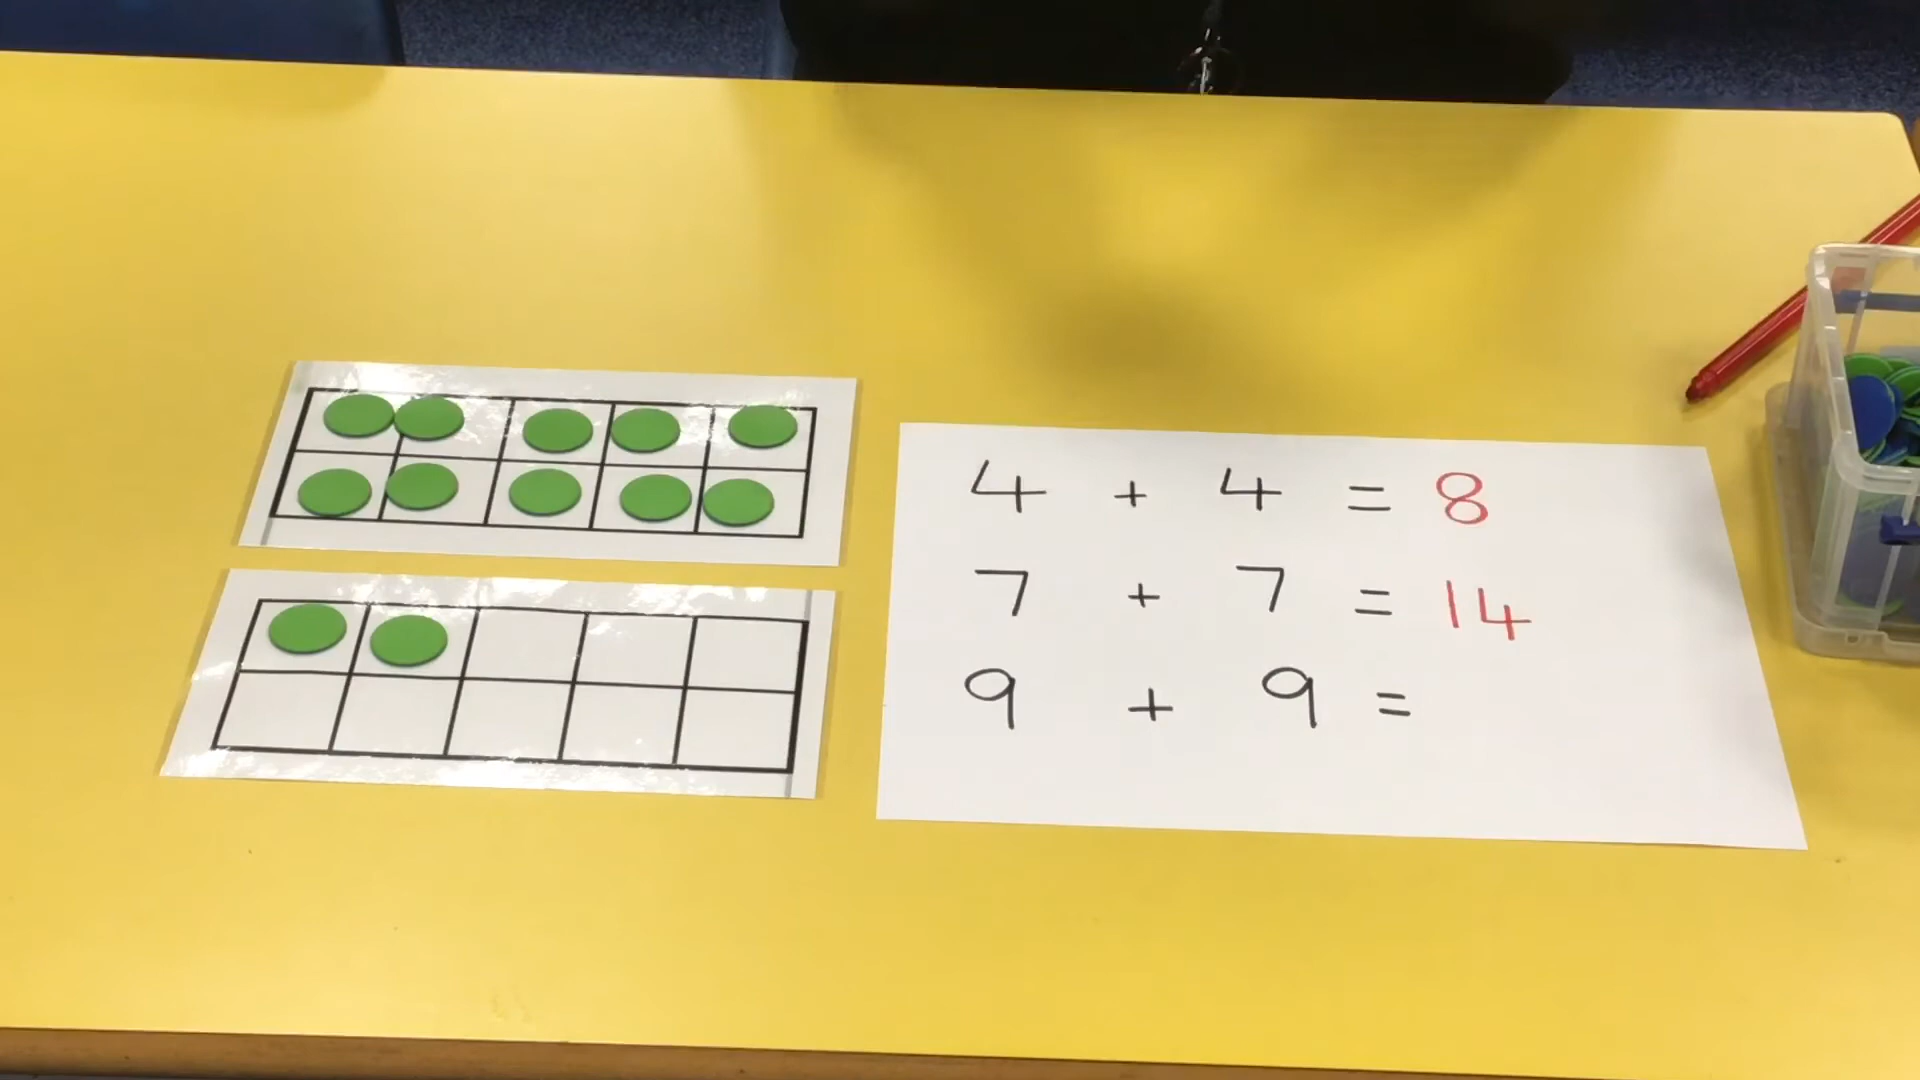 4 + 4 = 8
7 + 7 = 14
9 + 9 =